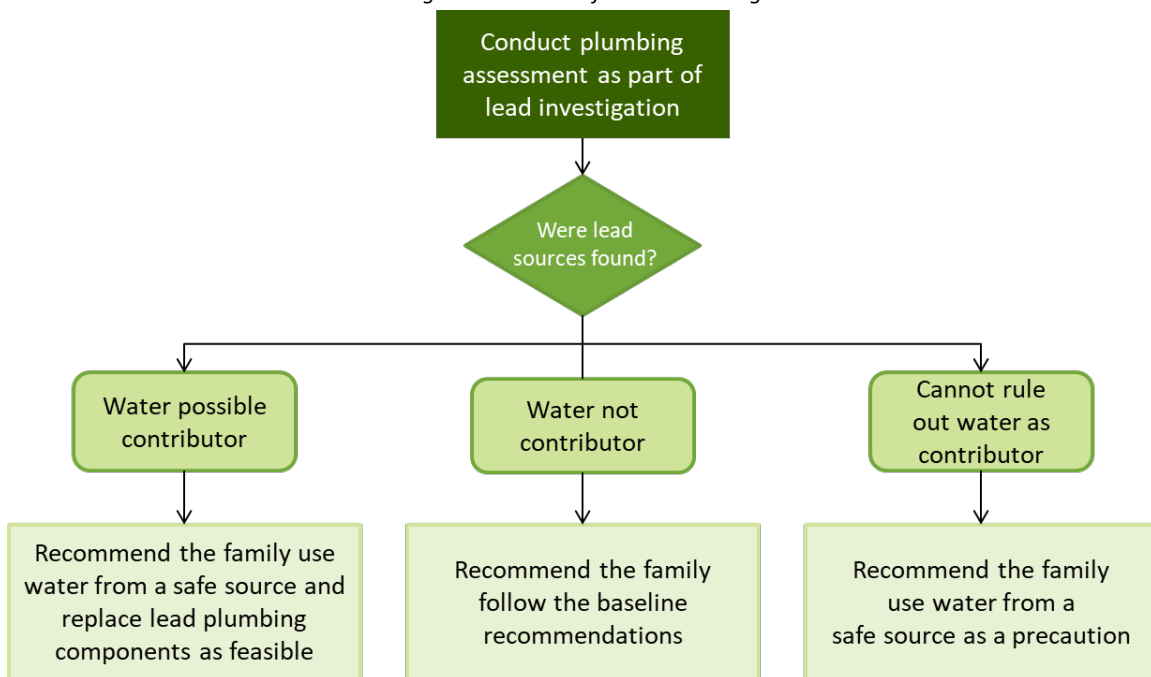 Conduct plumbing
assessment as part of
lead investigation
Were lead
sources found?
Water possible
contributor
Water not
contributor
Cannot rule
out water as
contributor
Recommend the family use
water from a safe source and
replace lead plumbing
components as feasible
Recommend the family
follow the baseline
recommendations
Recommend the family
use water from a
safe source as a precaution